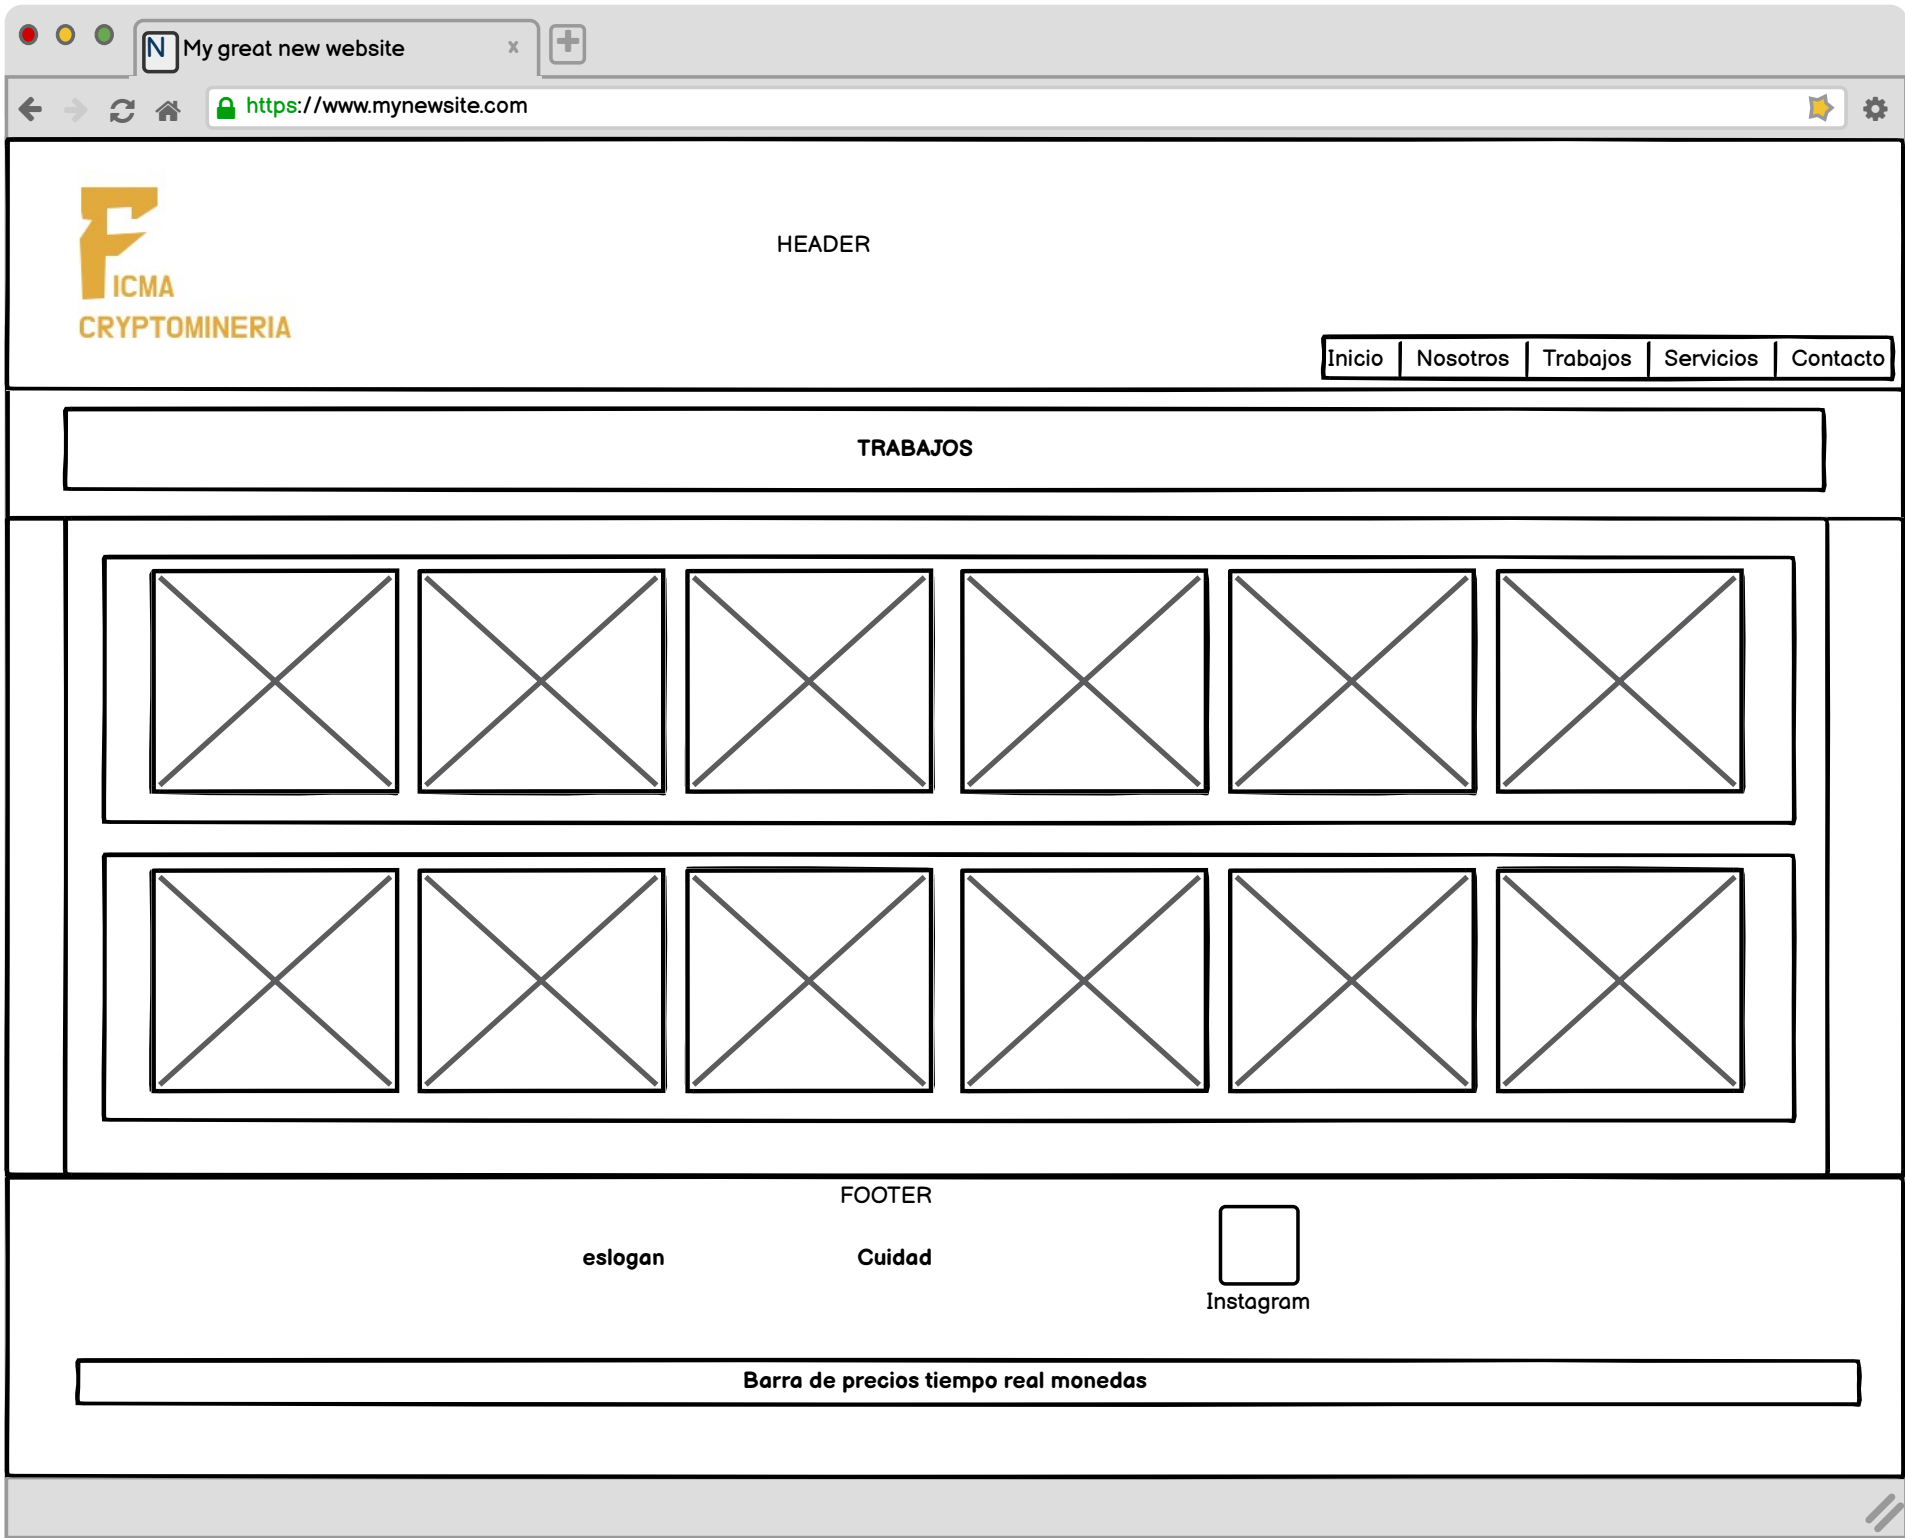 N My great new website x
https://www.mynewsite.com
FICMA
CRYPTOMINERIA
HEADER
Inicio Nosotros Trabajos Servicios Contacto
TRABAJOS
FOOTER
eslogan Cuidad
Instagram
Barra de precios tiempo real monedas